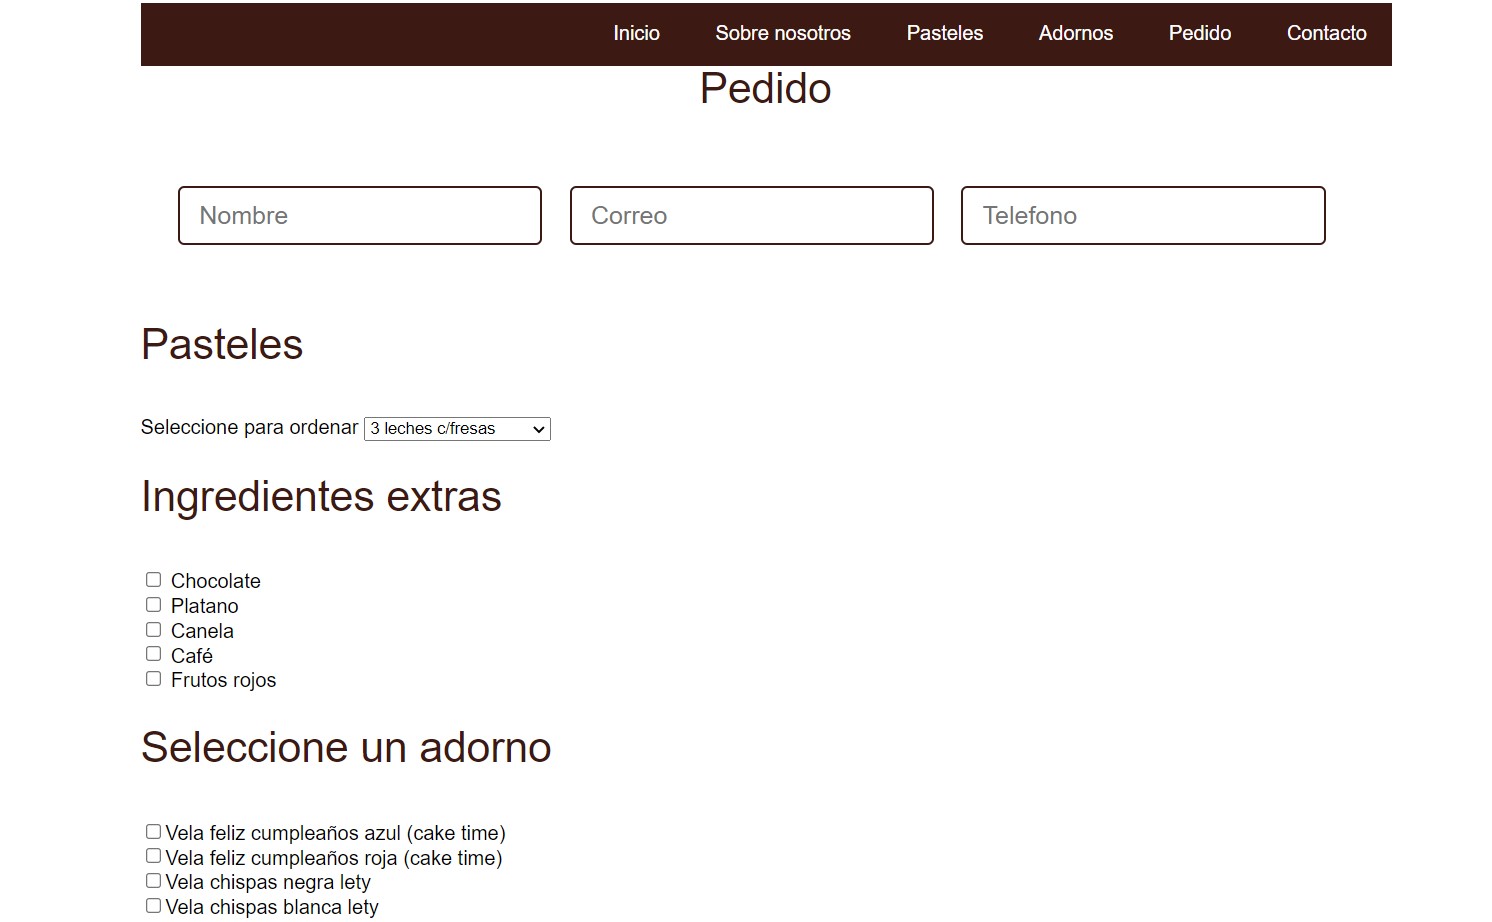 Inicio Sobre nosotros Pasteles Adornos Pedido Contacto
Pedido
Nombre Correo Telefono
Pasteles
Seleccione para ordenar 3 leches c/fresas
Ingredientes extras
Chocolate
Platano
Canela
Café
Frutos rojos
Seleccione un adorno
Vela feliz cumpleaños azul (cake time)
Vela feliz cumpleaños roja (cake time)
Vela chispas negra lety
Vela chispas blanca lety